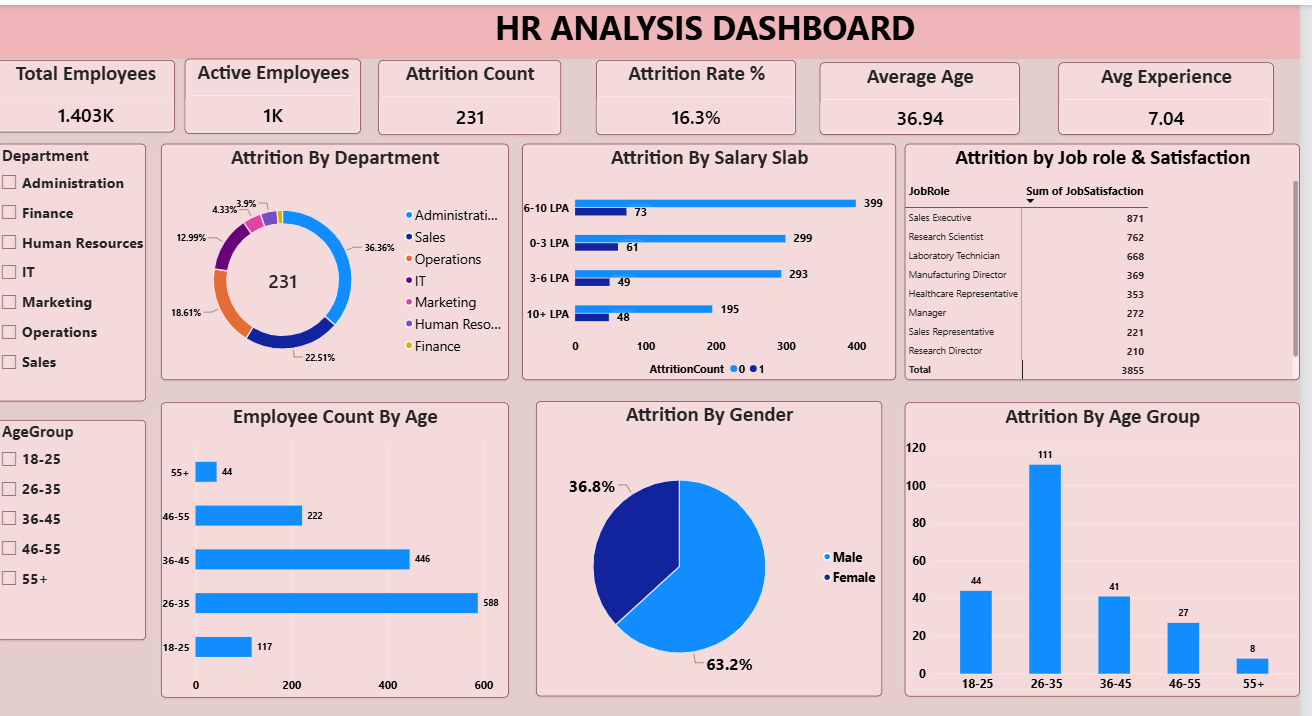 HR ANALYSIS DASHBOARD
Total Employees
1.403K
Active Employees
1K
Attrition Count
231
Attrition Rate %
16.3%
Average Age
36.94
Avg Experience
7.04
Department
Administration
Finance
Human Resources
IT
Marketing
Operations
Sales
AgeGroup
18-25
26-35
36-45
46-55
55+
Attrition By Department
4.33%
3.9%
12.99%
36.36%
231
18.61%
22.51%
Administrati...
Sales
Operations
IT
Marketing
Human Reso...
Finance
Attrition By Salary Slab
6-10 LPA 399
73
0-3 LPA 299
61
3-6 LPA 293
49
10+ LPA 195
48
0 100 200 300 400
AttritionCount 0 1
Attrition by Job role & Satisfaction
JobRole Sum of JobSatisfaction
Sales Executive 871
Research Scientist 762
Laboratory Technician 668
Manufacturing Director 369
Healthcare Representative 353
Manager 272
Sales Representative 221
Research Director 210
Total 3855
Employee Count By Age
55+ 44
46-55 222
36-45 446
26-35 588
18-25 117
0 200 400 600
Attrition By Gender
36.8%
63.2%
Male
Female
Attrition By Age Group
120
100
80
60
40
20
0
44
111
41
27
8
18-25 26-35 36-45 46-55 55+